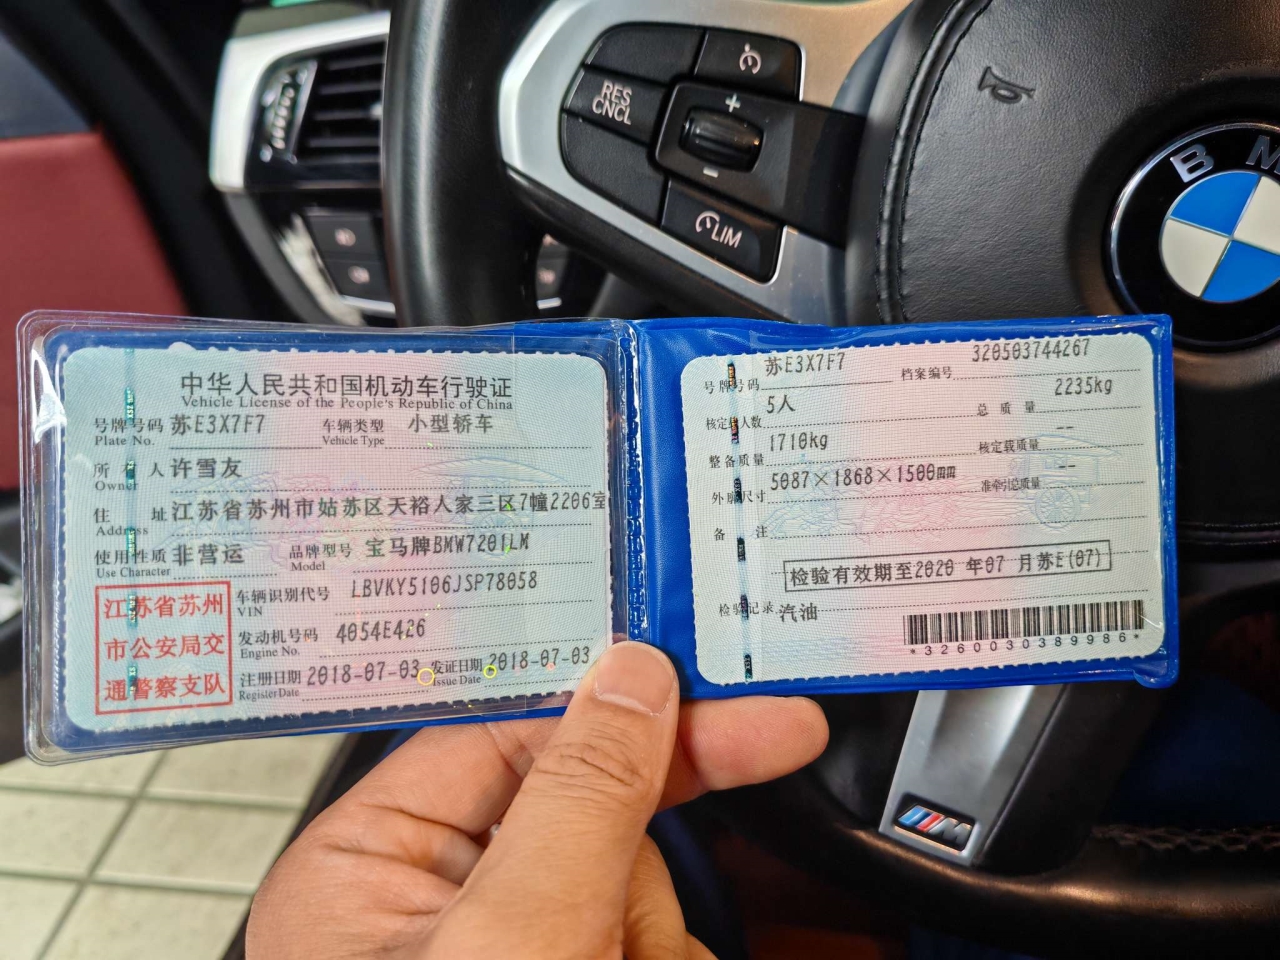 RES
CNCL
+
-
LIM
B M
中华人民共和国机动车行驶证
Vehicle License of the People's Republic of China
号牌号码 苏E3X7F7 车辆类型 小型轿车
Plate No. Vehicle Type
所有人 许雪友
Owner
住址 江苏省苏州市姑苏区天裕人家三区7幢2206室
Address
使用性质 非营运 品牌型号 宝马牌BMW7201LM
Use Character Model
江苏省苏州
市公安局交
通警察支队
车辆识别代号 LBVKY5106JSP78058
VIN
发动机号码 4054E426
Engine No.
注册日期 2018-07-03 发证日期 2018-07-03
Register Date Issue Date
号牌号码 苏E3X7F7 档案编号 320503744267
核定载人数 5人 总质量 2235kg
整备质量 1710kg 核定载质量 --
外廓尺寸 5087×1868×1500㎜ 准牵引总质量 --
备注
检验有效期至2020 年07 月苏E(07)
检验记录 汽油
*3260030389986*
M